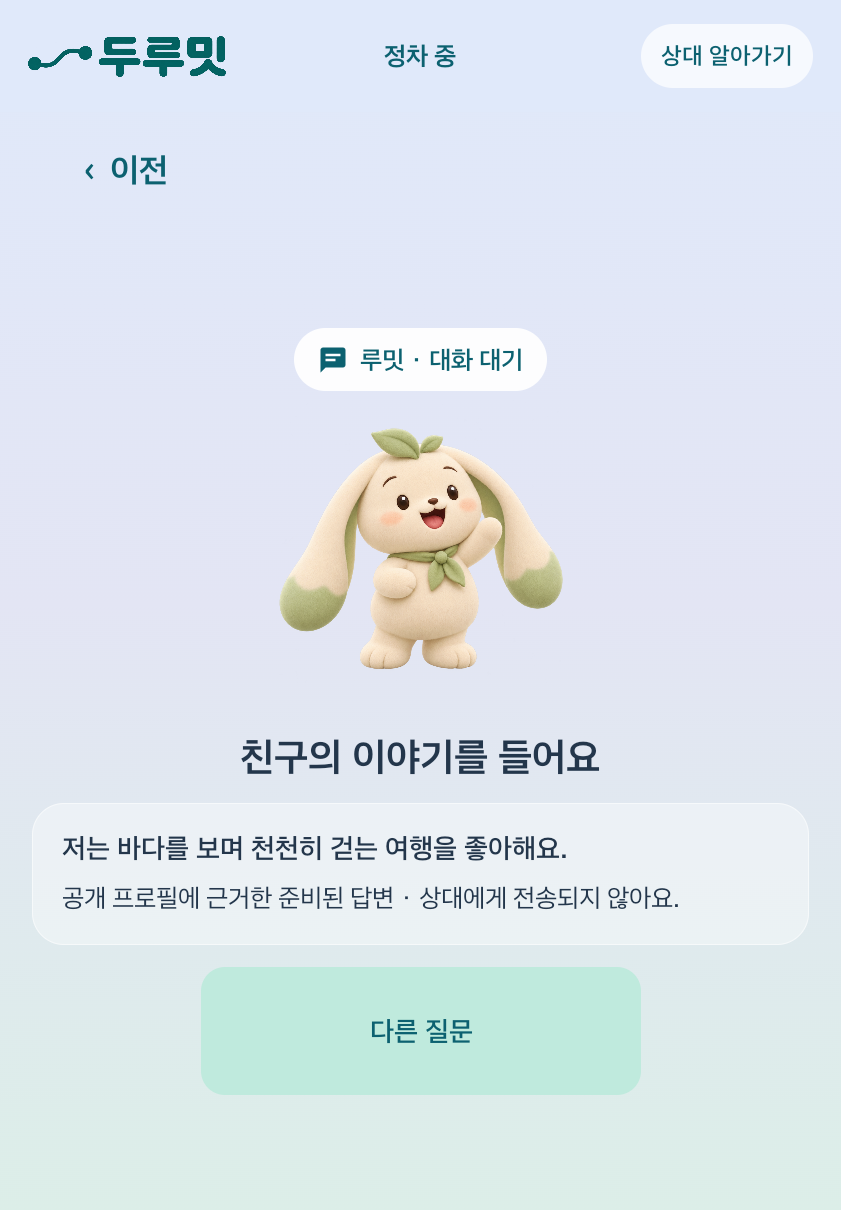 두루밋
정차 중
상대 알아가기
‹ 이전
루밋 · 대화 대기
친구의 이야기를 들어요
저는 바다를 보며 천천히 걷는 여행을 좋아해요.
공개 프로필에 근거한 준비된 답변 · 상대에게 전송되지 않아요.
다른 질문